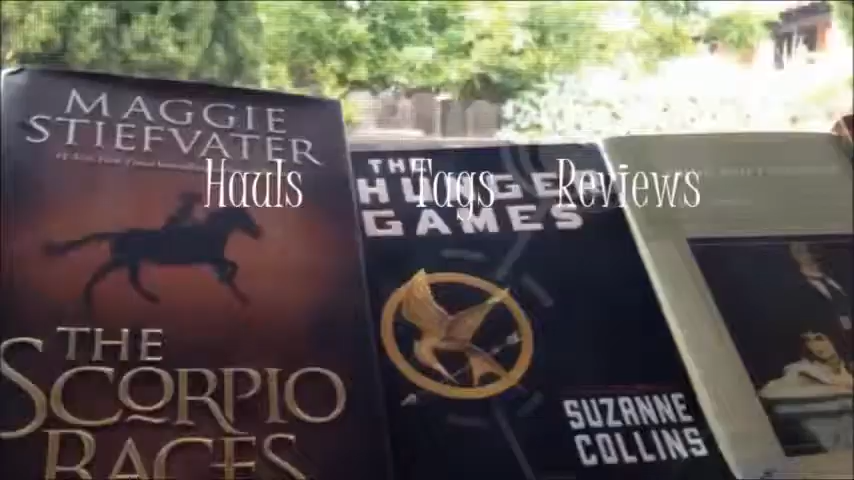 MAGGIE
STIEFVATER
Hauls Tags Reviews
THE
HUNGER
GAMES
THE
SCORPIO
RACES
SUZANNE
COLLINS